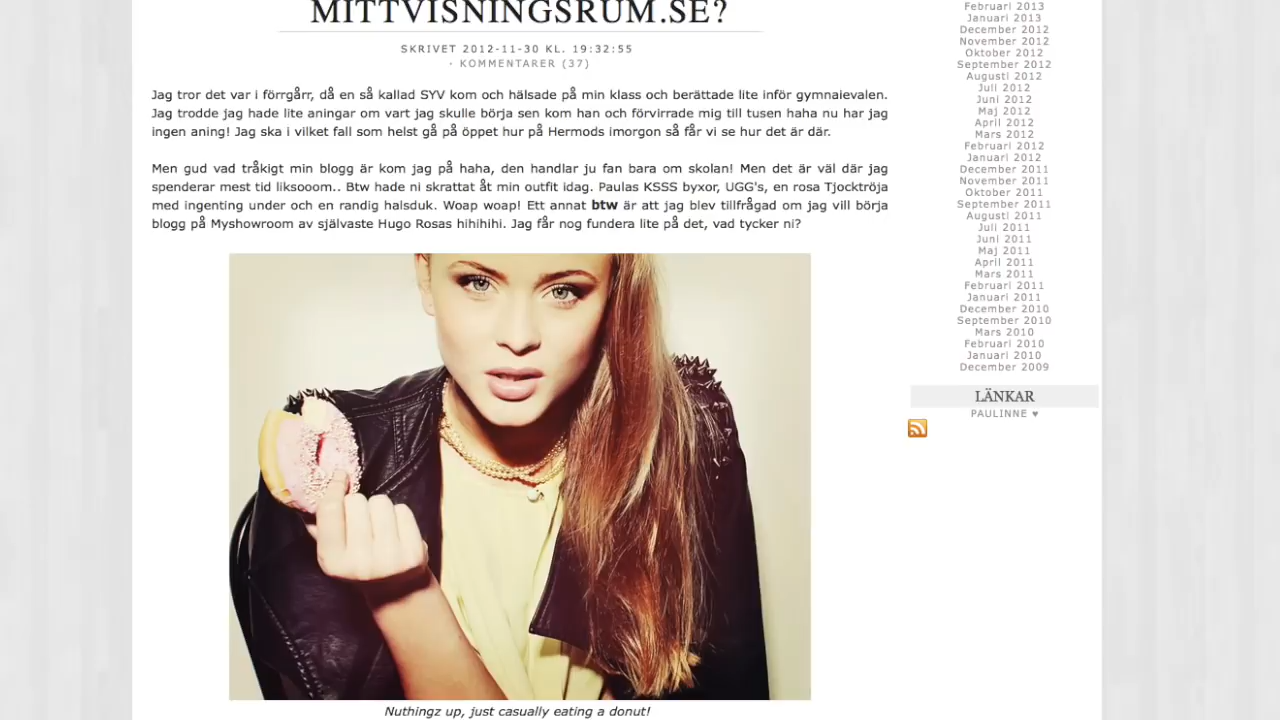 MITTVISNINGSRUM.SE?
SKRIVET 2012-11-30 KL. 19:32:55
· KOMMENTARER (37)
Jag tror det var i förrgårr, då en så kallad SYV kom och hälsade på min klass och berättade lite inför gymnaievalen.
Jag trodde jag hade lite aningar om vart jag skulle börja sen kom han och förvirrade mig till tusen haha nu har jag
ingen aning! Jag ska i vilket fall som helst gå på öppet hur på Hermods imorgon så får vi se hur det är där.
Men gud vad tråkigt min blogg är kom jag på haha, den handlar ju fan bara om skolan! Men det är väl där jag
spenderar mest tid liksooom.. Btw hade ni skrattat åt min outfit idag. Paulas KSSS byxor, UGG's, en rosa Tjocktröja
med ingenting under och en randig halsduk. Woap woap! Ett annat btw är att jag blev tillfrågad om jag vill börja
blogg på Myshowroom av självaste Hugo Rosas hihihihi. Jag får nog fundera lite på det, vad tycker ni?
Nuthingz up, just casually eating a donut!
Februari 2013
Januari 2013
December 2012
November 2012
Oktober 2012
September 2012
Augusti 2012
Juli 2012
Juni 2012
Maj 2012
April 2012
Mars 2012
Februari 2012
Januari 2012
December 2011
November 2011
Oktober 2011
September 2011
Augusti 2011
Juli 2011
Juni 2011
Maj 2011
April 2011
Mars 2011
Februari 2011
Januari 2011
December 2010
September 2010
Mars 2010
Februari 2010
Januari 2010
December 2009
LÄNKAR
PAULINNE ♥